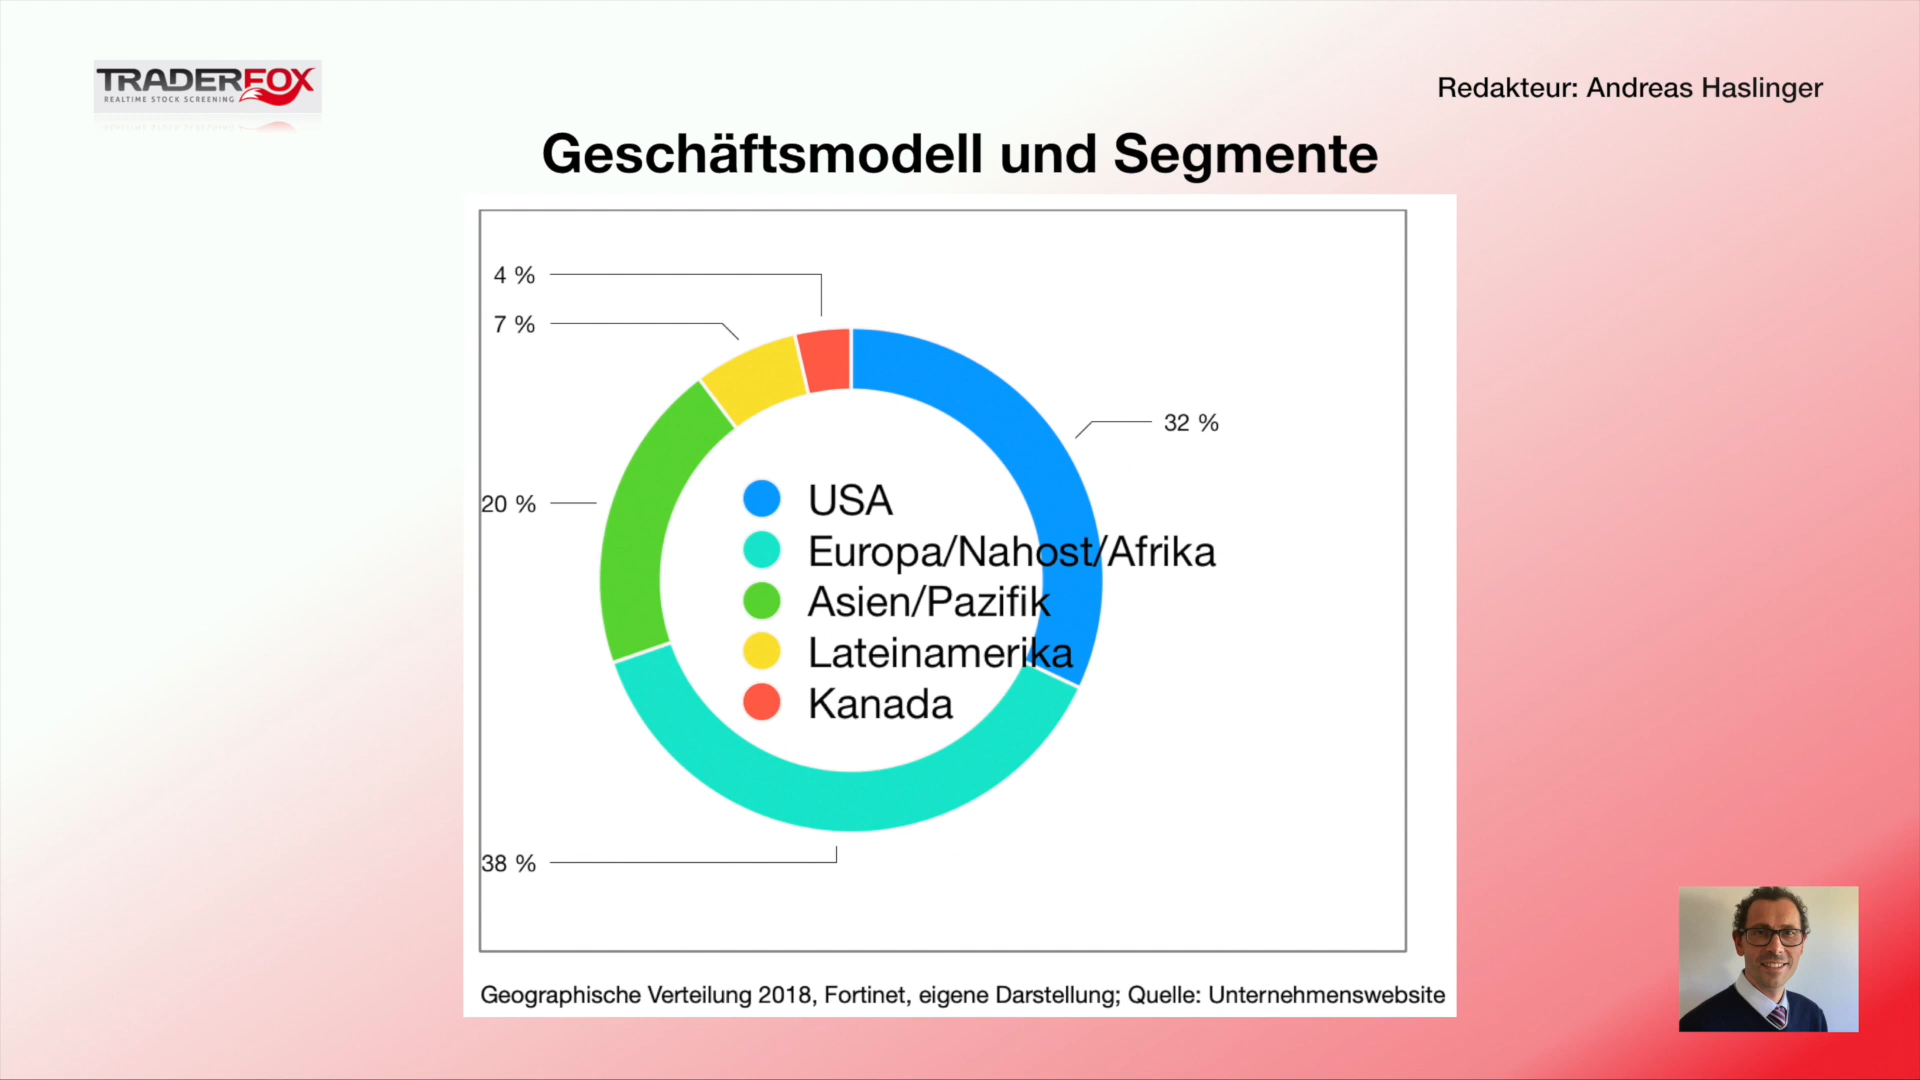 TRADERFOX
REALTIME STOCK SCREENING
Redakteur: Andreas Haslinger
Geschäftsmodell und Segmente
4 %
7 %
32 %
20 %
USA
Europa/Nahost/Afrika
Asien/Pazifik
Lateinamerika
Kanada
38 %
Geographische Verteilung 2018, Fortinet, eigene Darstellung; Quelle: Unternehmenswebsite